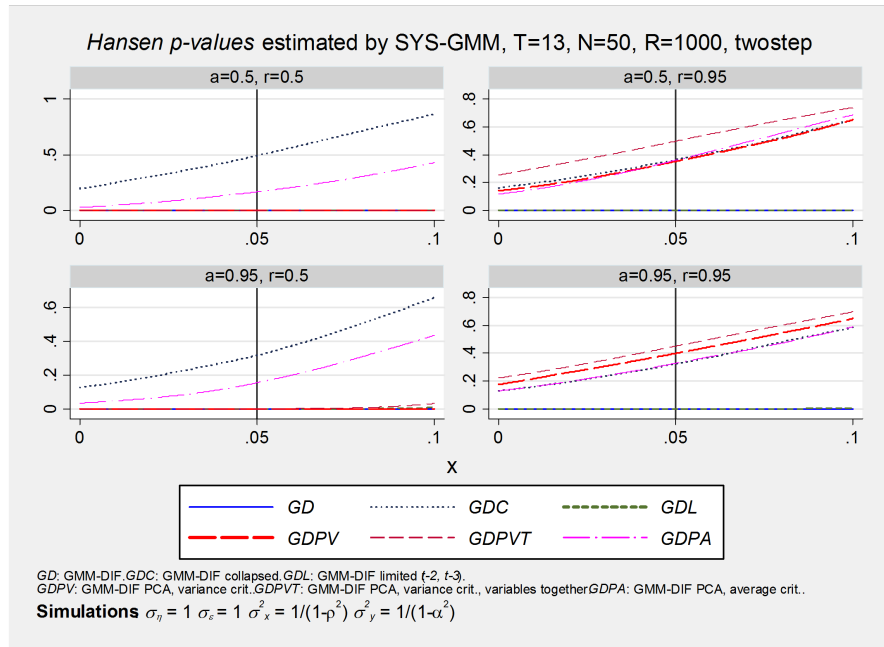 Hansen p-values estimated by SYS-GMM, T=13, N=50, R=1000, twostep
a=0.5, r=0.5
1
.5
0
0
.05
.1
a=0.5, r=0.95
.8
.6
.4
.2
0
0
.05
.1
a=0.95, r=0.5
.6
.4
.2
0
0
.05
.1
a=0.95, r=0.95
.8
.6
.4
.2
0
0
.05
.1
x
GD GDC GDL
GDPV GDPVT GDPA
GD: GMM-DIF.GDC: GMM-DIF collapsed.GDL: GMM-DIF limited (t-2, t-3).
GDPV: GMM-DIF PCA, variance crit..GDPVT: GMM-DIF PCA, variance crit., variables togetherGDPA: GMM-DIF PCA, average crit..
Simulations: σ_η = 1 σ_ε = 1 σ²_x = 1/(1-ρ²) σ²_y = 1/(1-α²)